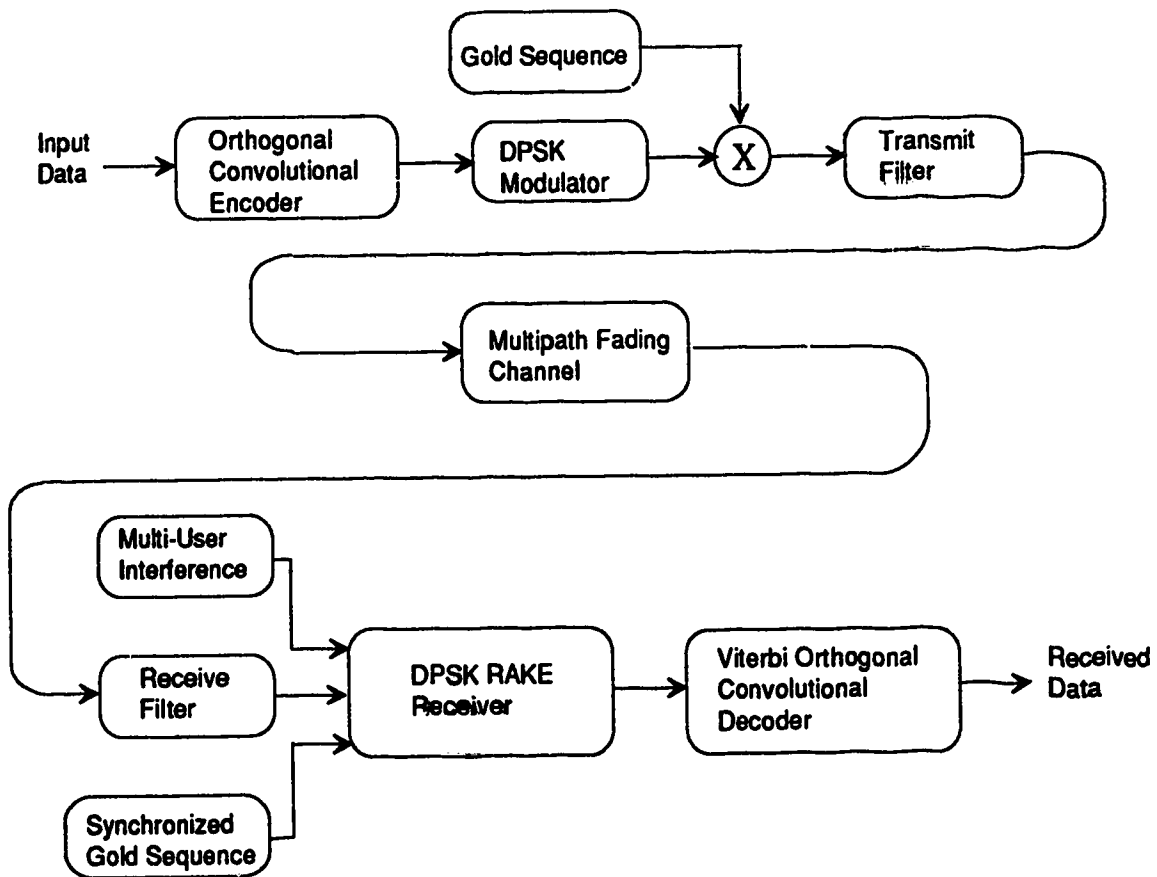 Gold Sequence
Input
Data
Orthogonal
Convolutional
Encoder
DPSK
Modulator
X
Transmit
Filter
Multipath Fading
Channel
Multi-User
Interference
Receive
Filter
Synchronized
Gold Sequence
DPSK RAKE
Receiver
Viterbi Orthogonal
Convolutional
Decoder
Received
Data